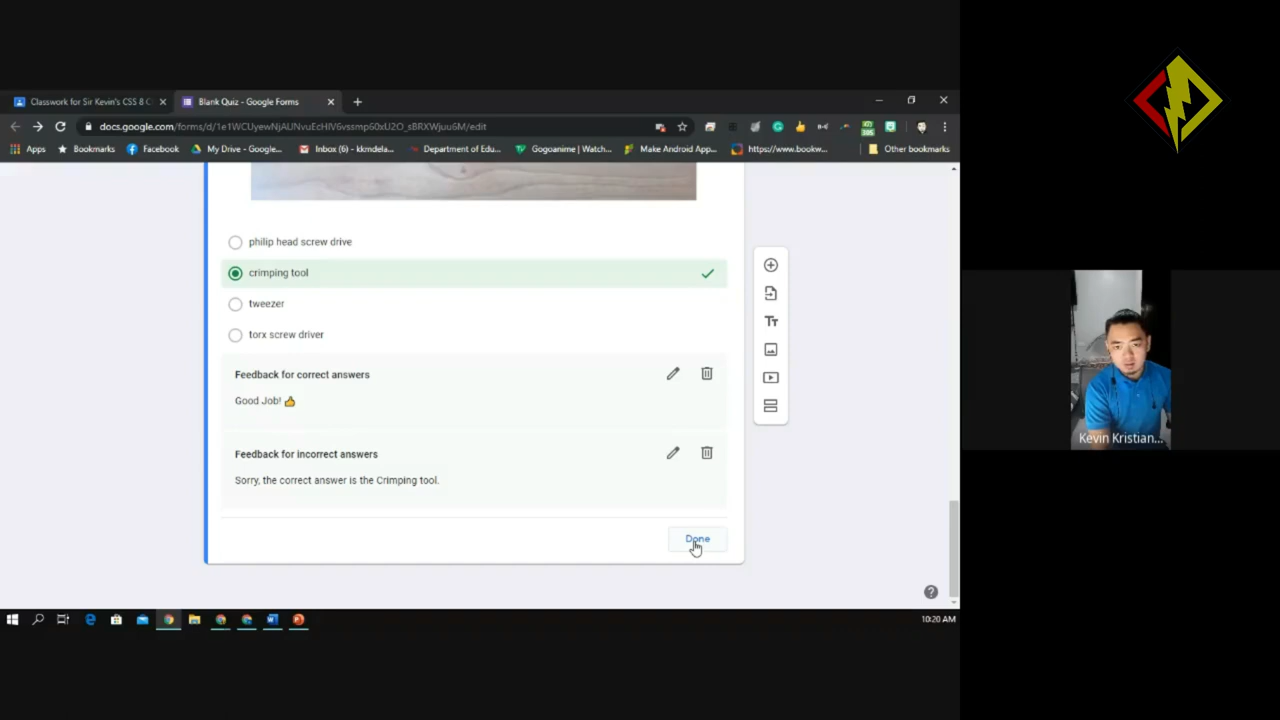 Classwork for Sir Kevin's CSS 8 C
Blank Quiz - Google Forms
docs.google.com/forms/d/
/edit
Apps
Bookmarks
Facebook
My Drive - Google...
Inbox (6) - kkmdela...
Department of Edu...
Gogoanime | Watch...
Make Android App...
https://www.bookw...
Other bookmarks
philip head screw drive
crimping tool
tweezer
torx screw driver
Feedback for correct answers
Good Job! 👍
Feedback for incorrect answers
Sorry, the correct answer is the Crimping tool.
Done
Kevin Kristian...
10:20 AM